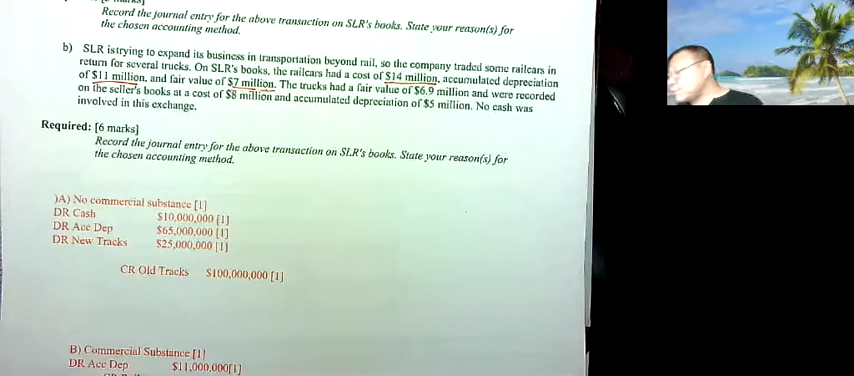 Record the journal entry for the above transaction on SLR's books. State your reason(s) for
the chosen accounting method.
b) SLR istrying to expand its business in transportation beyond rail, so the company traded some railcars in
return for several trucks. On SLR's books, the railcars had a cost of $14 million, accumulated depreciation
of $11 million, and fair value of $7 million. The trucks had a fair value of $6.9 million and were recorded
on the seller's books at a cost of $8 million and accumulated depreciation of $5 million. No cash was
involved in this exchange.
Required: [6 marks]
Record the journal entry for the above transaction on SLR's books. State your reason(s) for
the chosen accounting method.
)A) No commercial substance [1]
DR Cash $10,000,000 [1]
DR Acc Dep $65,000,000 [1]
DR New Tracks $25,000,000 [1]
CR Old Tracks $100,000,000 [1]
B) Commercial Substance [1]
DR Acc Dep $11,000,000[1]